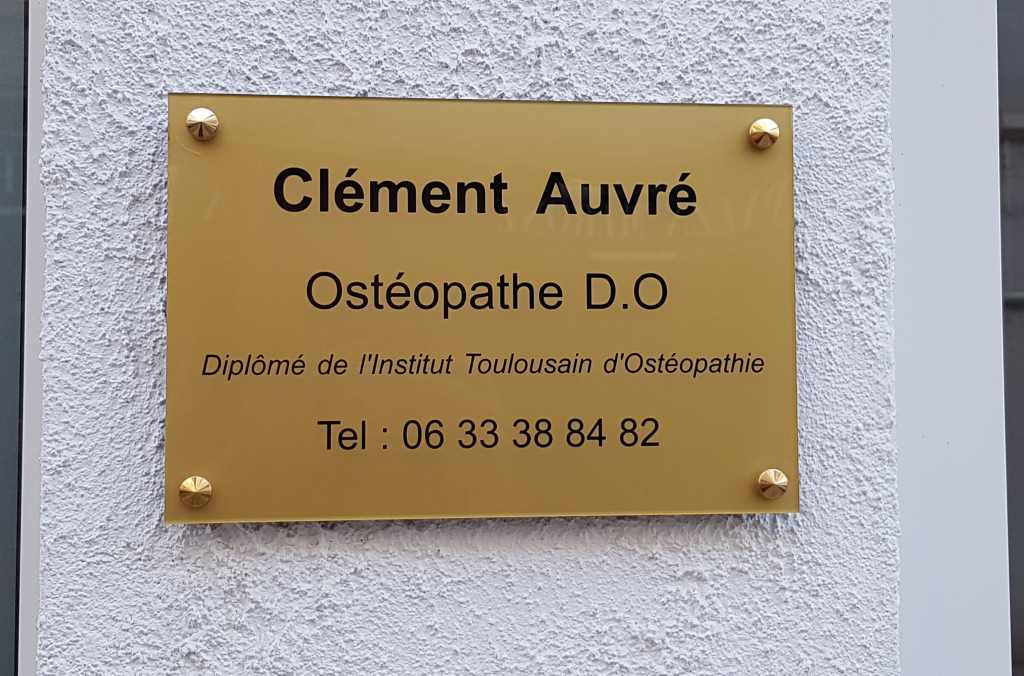 Clément Auvré
Ostéopathe D.O
Diplômé de l'Institut Toulousain d'Ostéopathie
Tel : 06 33 38 84 82